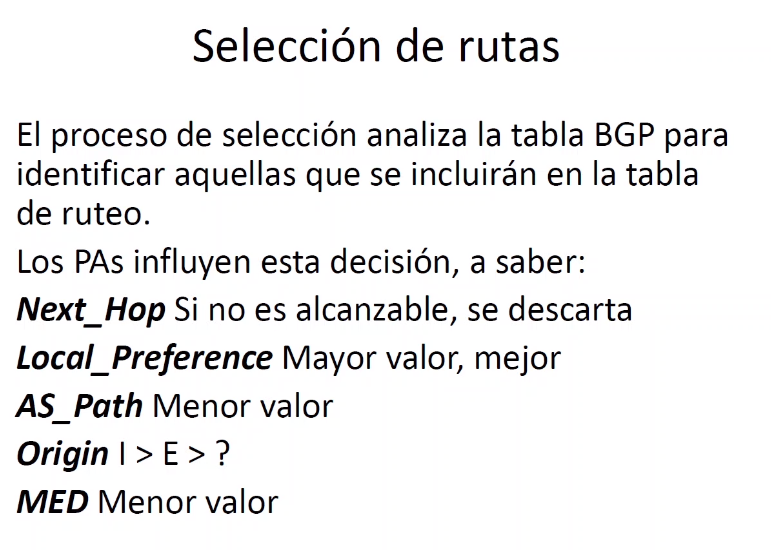 Selección de rutas
El proceso de selección analiza la tabla BGP para
identificar aquellas que se incluirán en la tabla
de ruteo.
Los PAs influyen esta decisión, a saber:
Next_Hop Si no es alcanzable, se descarta
Local_Preference Mayor valor, mejor
AS_Path Menor valor
Origin I > E > ?
MED Menor valor